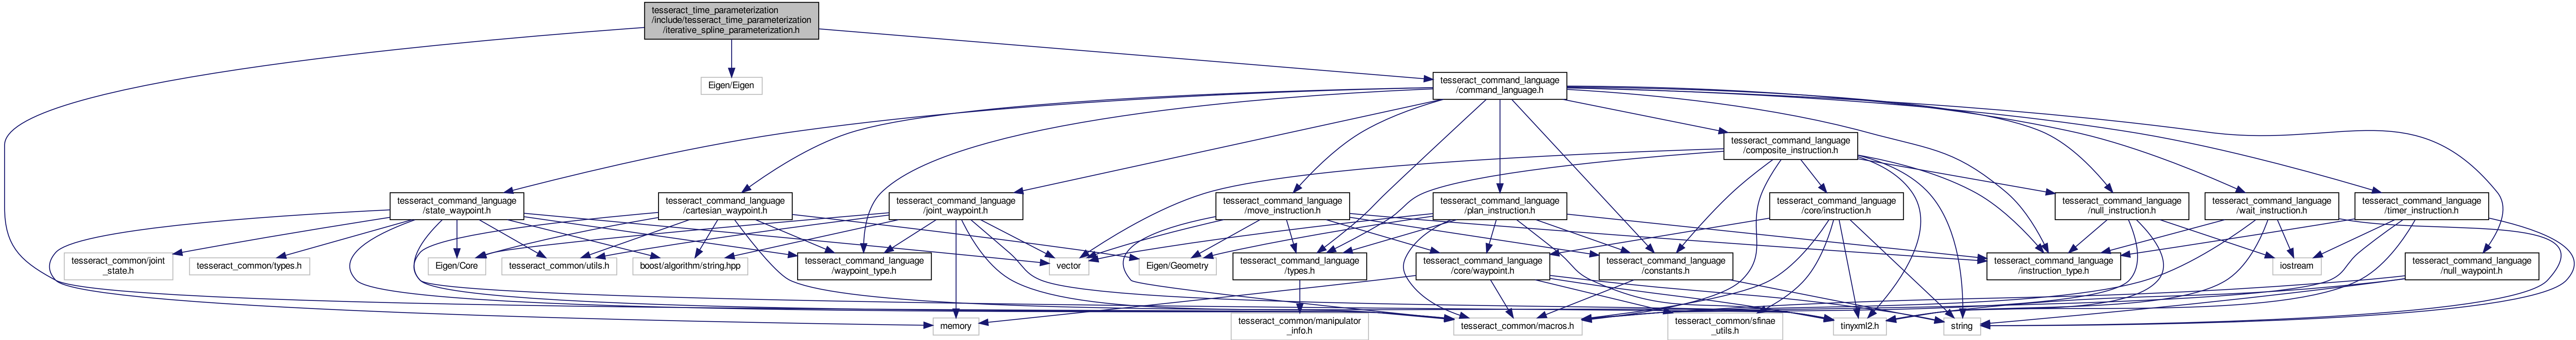 tesseract_time_parameterization
/include/tesseract_time_parameterization
/iterative_spline_parameterization.h
Eigen/Eigen
tesseract_command_language
/command_language.h
tesseract_command_language
/composite_instruction.h
tesseract_command_language
/state_waypoint.h
tesseract_command_language
/cartesian_waypoint.h
tesseract_command_language
/joint_waypoint.h
tesseract_command_language
/move_instruction.h
tesseract_command_language
/plan_instruction.h
tesseract_command_language
/core/instruction.h
tesseract_command_language
/null_instruction.h
tesseract_command_language
/wait_instruction.h
tesseract_command_language
/timer_instruction.h
tesseract_common/joint
_state.h
tesseract_common/types.h
Eigen/Core
tesseract_common/utils.h
boost/algorithm/string.hpp
tesseract_command_language
/waypoint_type.h
vector
Eigen/Geometry
tesseract_command_language
/types.h
tesseract_command_language
/core/waypoint.h
tesseract_command_language
/constants.h
tesseract_command_language
/instruction_type.h
iostream
tesseract_command_language
/null_waypoint.h
memory
tesseract_common/manipulator
_info.h
tesseract_common/macros.h
tesseract_common/sfinae
_utils.h
tinyxml2.h
string